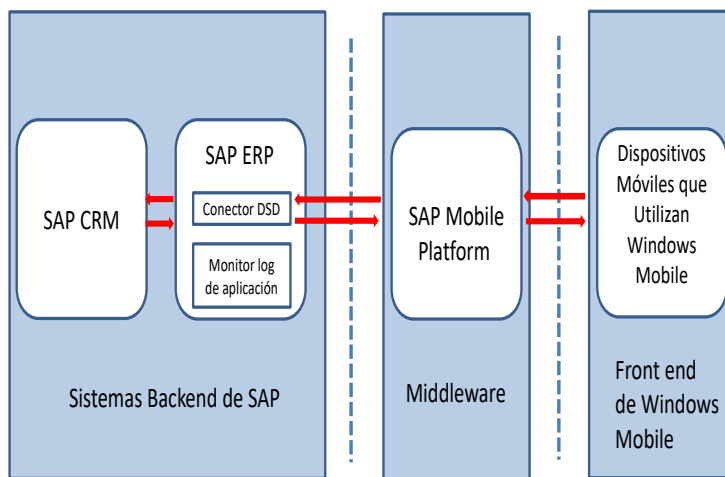 SAP CRM
SAP ERP
Conector DSD
Monitor log
de aplicación
Sistemas Backend de SAP
SAP Mobile
Platform
Middleware
Dispositivos
Móviles que
Utilizan
Windows
Mobile
Front end
de Windows
Mobile